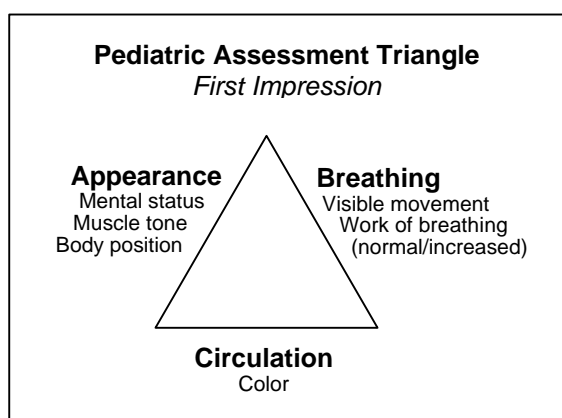 Pediatric Assessment Triangle
First Impression
Appearance
Mental status
Muscle tone
Body position
Breathing
Visible movement
Work of breathing
(normal/increased)
Circulation
Color